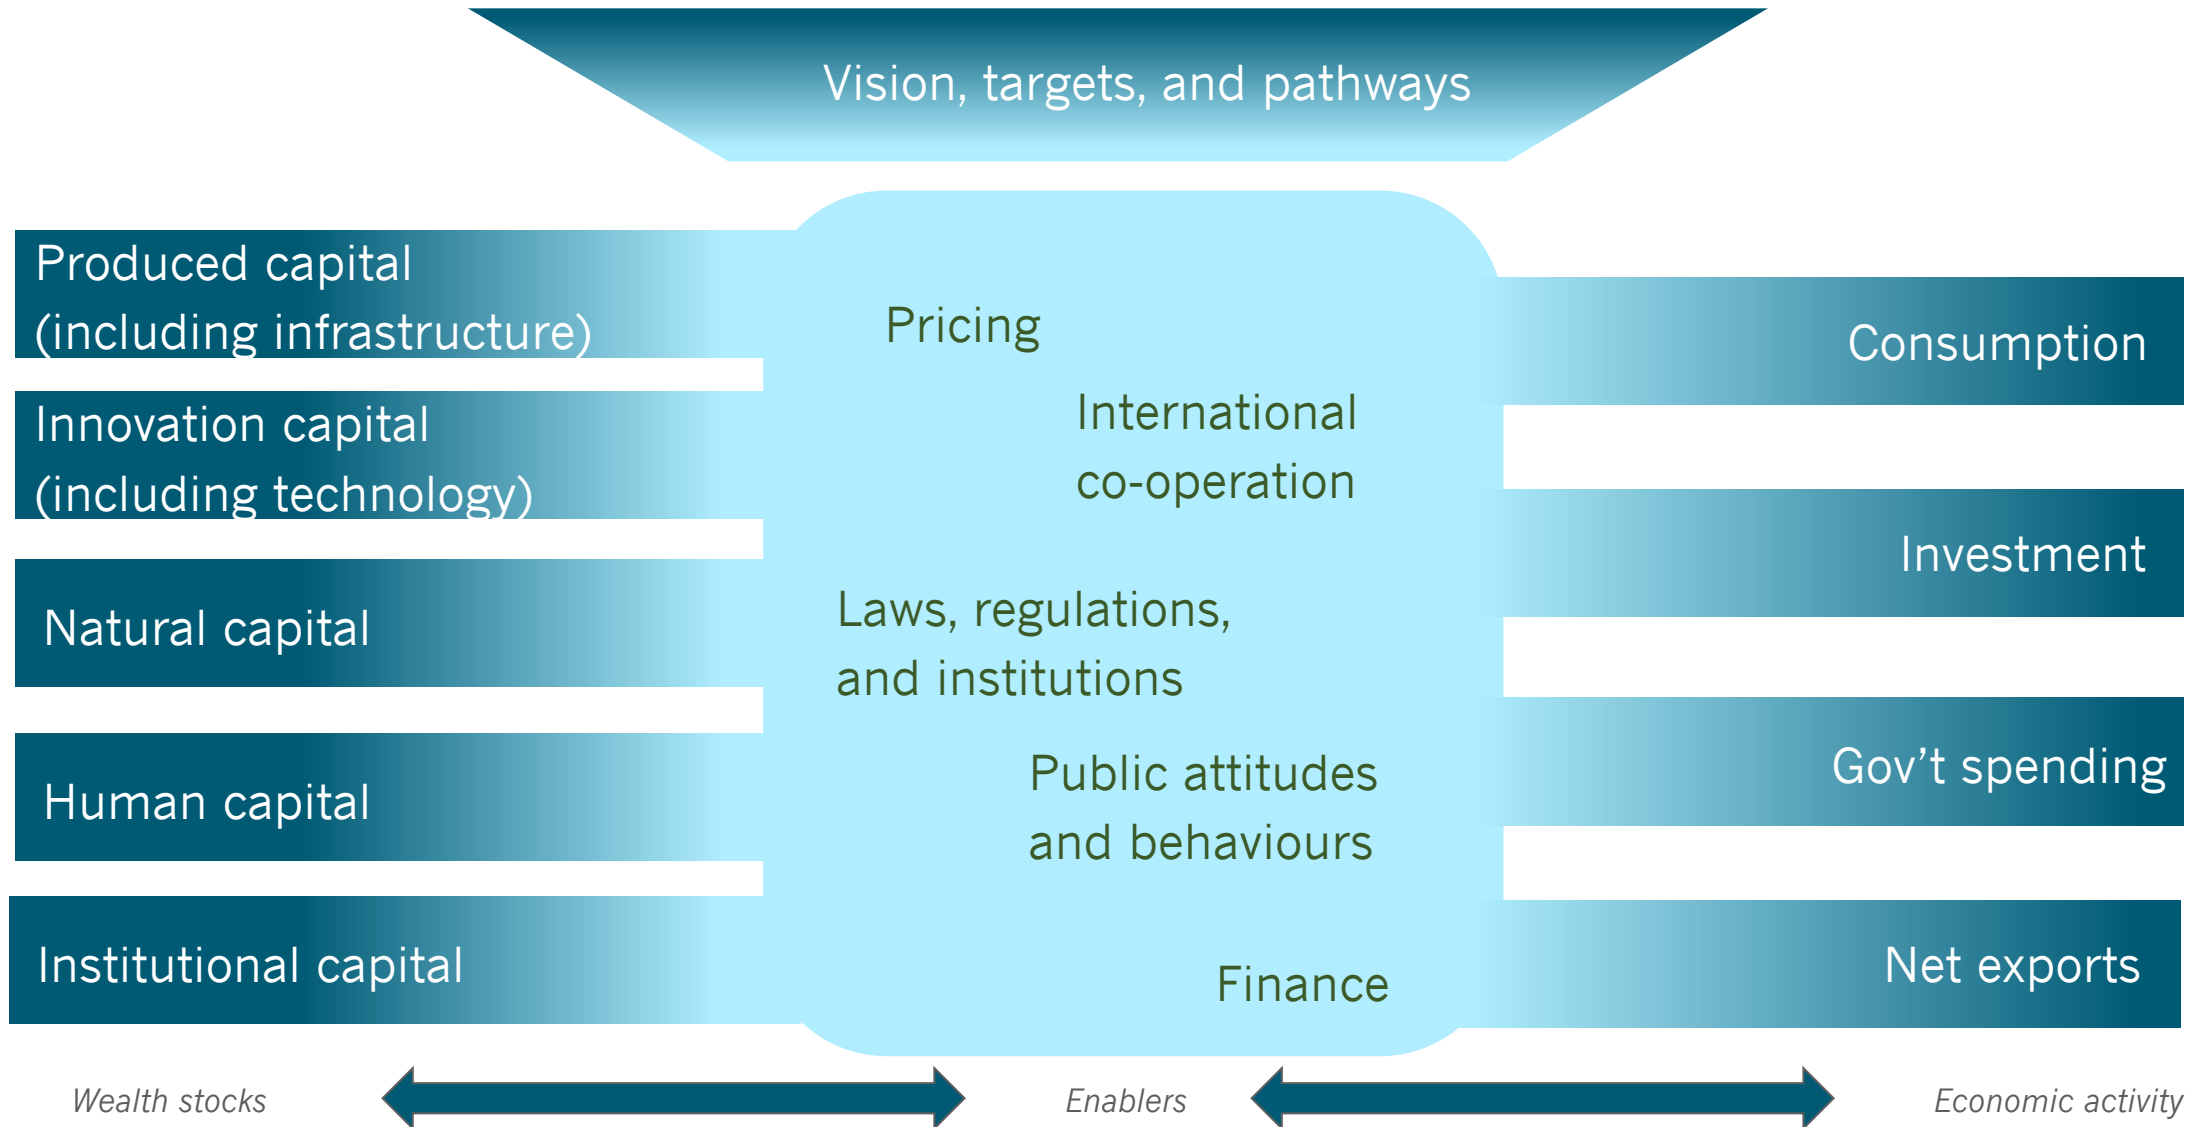 Vision, targets, and pathways
Produced capital
(including infrastructure)
Innovation capital
(including technology)
Natural capital
Human capital
Institutional capital
Pricing
International
co-operation
Laws, regulations,
and institutions
Public attitudes
and behaviours
Finance
Consumption
Investment
Gov’t spending
Net exports
Wealth stocks
Enablers
Economic activity